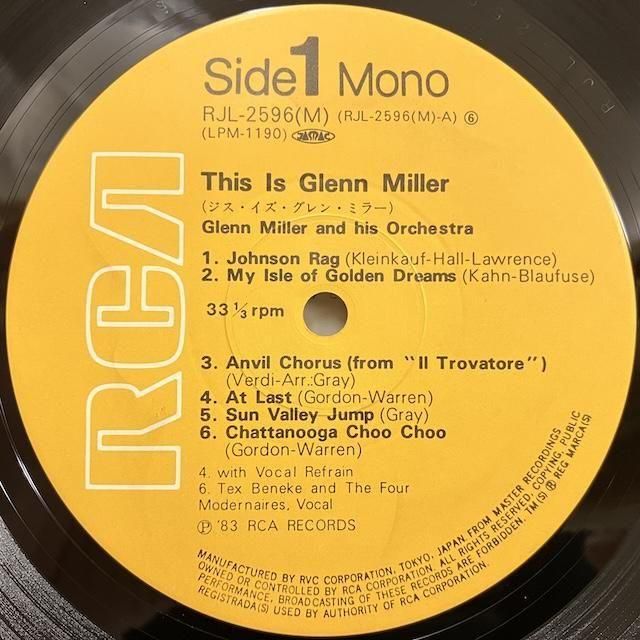 Side 1 Mono
RJL-2596(M) (RJL-2596(M)-A) ⑥
(LPM-1190) JASRAC
RCA
This Is Glenn Miller
(ジス・イズ・グレン・ミラー)
Glenn Miller and his Orchestra
1. Johnson Rag (Kleinkauf-Hall-Lawrence)
2. My Isle of Golden Dreams (Kahn-Blaufuse)
33 1/3 rpm
3. Anvil Chorus (from "Il Trovatore")
(Verdi-Arr.:Gray)
4. At Last (Gordon-Warren)
5. Sun Valley Jump (Gray)
6. Chattanooga Choo Choo
(Gordon-Warren)
4. with Vocal Refrain
6. Tex Beneke and The Four
Modernaires, Vocal
℗ '83 RCA RECORDS
MANUFACTURED BY RVC CORPORATION, TOKYO, JAPAN FROM MASTER RECORDINGS
OWNED OR CONTROLLED BY RCA CORPORATION. ALL RIGHTS RESERVED, COPYING, PUBLIC
PERFORMANCE, BROADCASTING OF THESE RECORDS ARE FORBIDDEN. TM(S) ® REG MARCA(S)
REGISTRADA(S) USED BY AUTHORITY OF RCA CORPORATION.